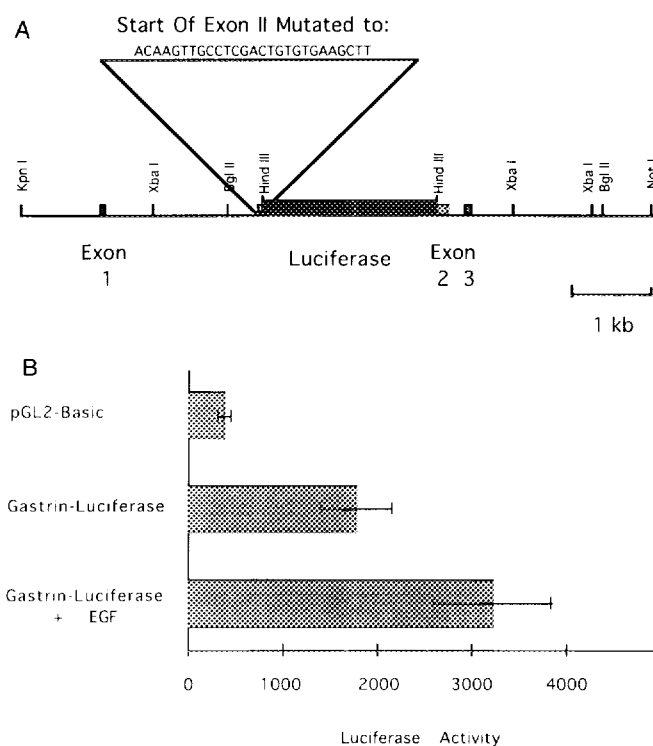 A
Start Of Exon II Mutated to:
ACAAGTTGCCTCGACTGTGTGAAGCTT
Kpn I
Xba I
Bgl II
Hind III
Hind III
Xba I
Xba I
Bgl II
Not I
Exon
1
Luciferase
Exon
2 3
1 kb
B
pGL2-Basic
Gastrin-Luciferase
Gastrin-Luciferase
+ EGF
0 1000 2000 3000 4000
Luciferase Activity